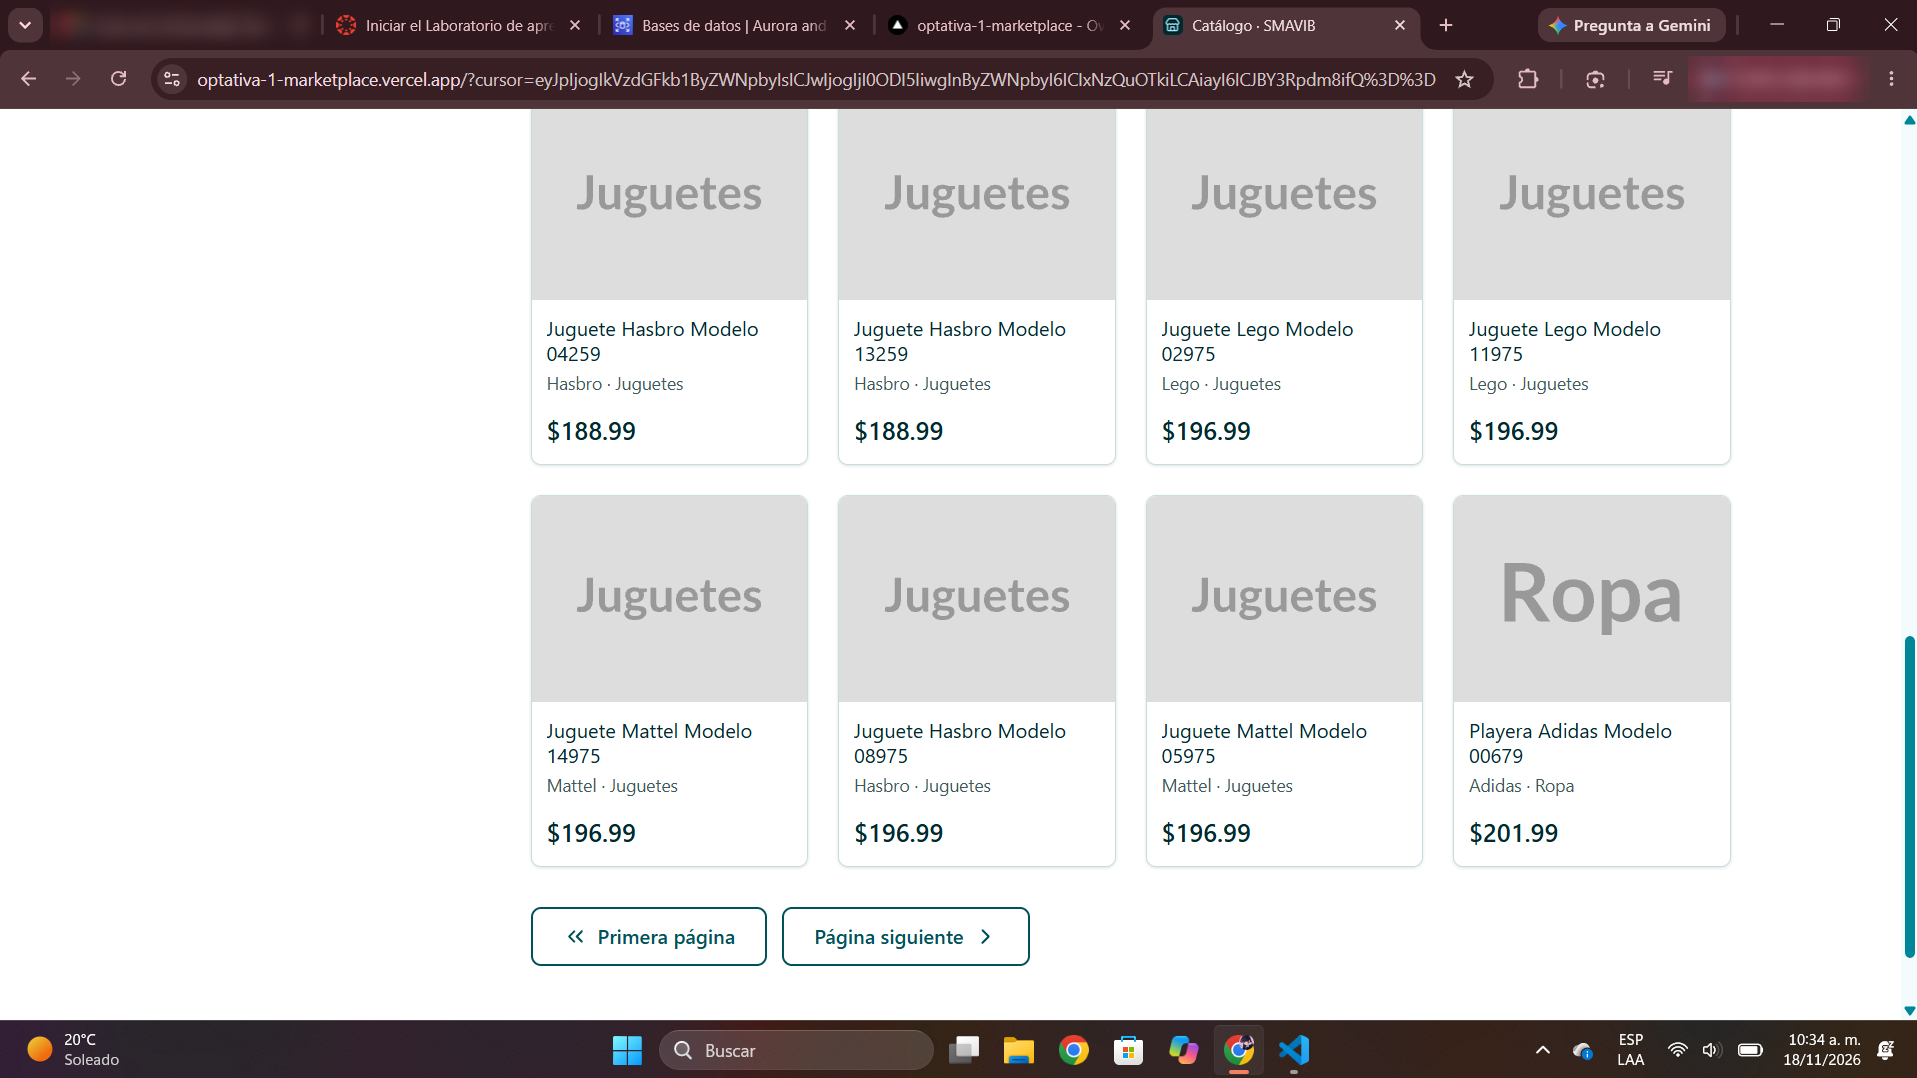 Iniciar el Laboratorio de apre
Bases de datos | Aurora and
optativa-1-marketplace - Ov
Catálogo · SMAVIB
Pregunta a Gemini
optativa-1-marketplace.vercel.app/?cursor=eyJpIjogIkVzdGFkb1ByZWNpbyIsICJwIjogIjI0ODI5IiwgInByZWNpbyI6ICIxNzQuOTkiLCAiayI6ICJBY3Rpdm8ifQ%3D%3D
Juguetes
Juguetes
Juguetes
Juguetes
Juguete Hasbro Modelo
04259
Hasbro · Juguetes
$188.99
Juguete Hasbro Modelo
13259
Hasbro · Juguetes
$188.99
Juguete Lego Modelo
02975
Lego · Juguetes
$196.99
Juguete Lego Modelo
11975
Lego · Juguetes
$196.99
Juguetes
Juguetes
Juguetes
Ropa
Juguete Mattel Modelo
14975
Mattel · Juguetes
$196.99
Juguete Hasbro Modelo
08975
Hasbro · Juguetes
$196.99
Juguete Mattel Modelo
05975
Mattel · Juguetes
$196.99
Playera Adidas Modelo
00679
Adidas · Ropa
$201.99
Primera página
Página siguiente
20°C
Soleado
Buscar
ESP
LAA
10:34 a. m.
18/11/2026